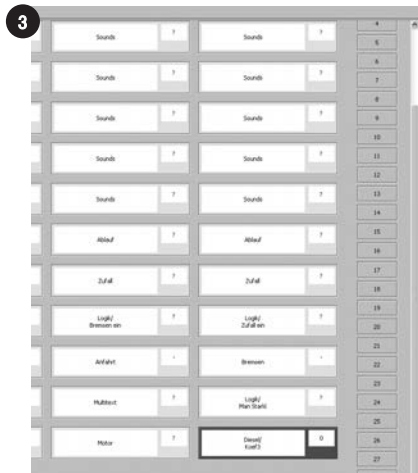 3
4
Sounds ? Sounds ?
5
6
Sounds ? Sounds ?
7
8
Sounds ? Sounds ?
9
10
Sounds ? Sounds ?
11
12
Sounds ? Sounds ?
13
14
Ablauf ? Ablauf ?
15
16
Zufall ? Zufall ?
17
18
Logik/ ? Logik/ ?
Bremsen ein Zufall ein
19
20
21
Anfahrt Bremsen
22
23
Multitext ? Logik/ ?
Man Starkl
24
25
Motor ? Diesel/ 0
26
27